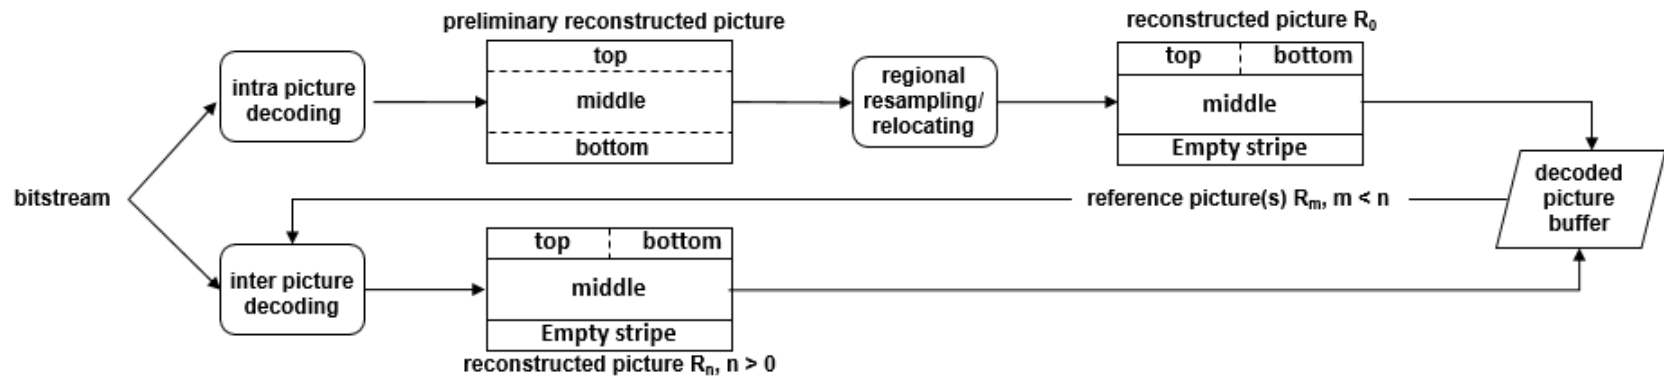 preliminary reconstructed picture
reconstructed picture R₀
top
top bottom
intra picture
decoding
middle
regional
resampling/
relocating
middle
bottom
Empty stripe
bitstream
reference picture(s) Rₘ, m < n
decoded
picture
buffer
top bottom
inter picture
decoding
middle
Empty stripe
reconstructed picture Rₙ, n > 0